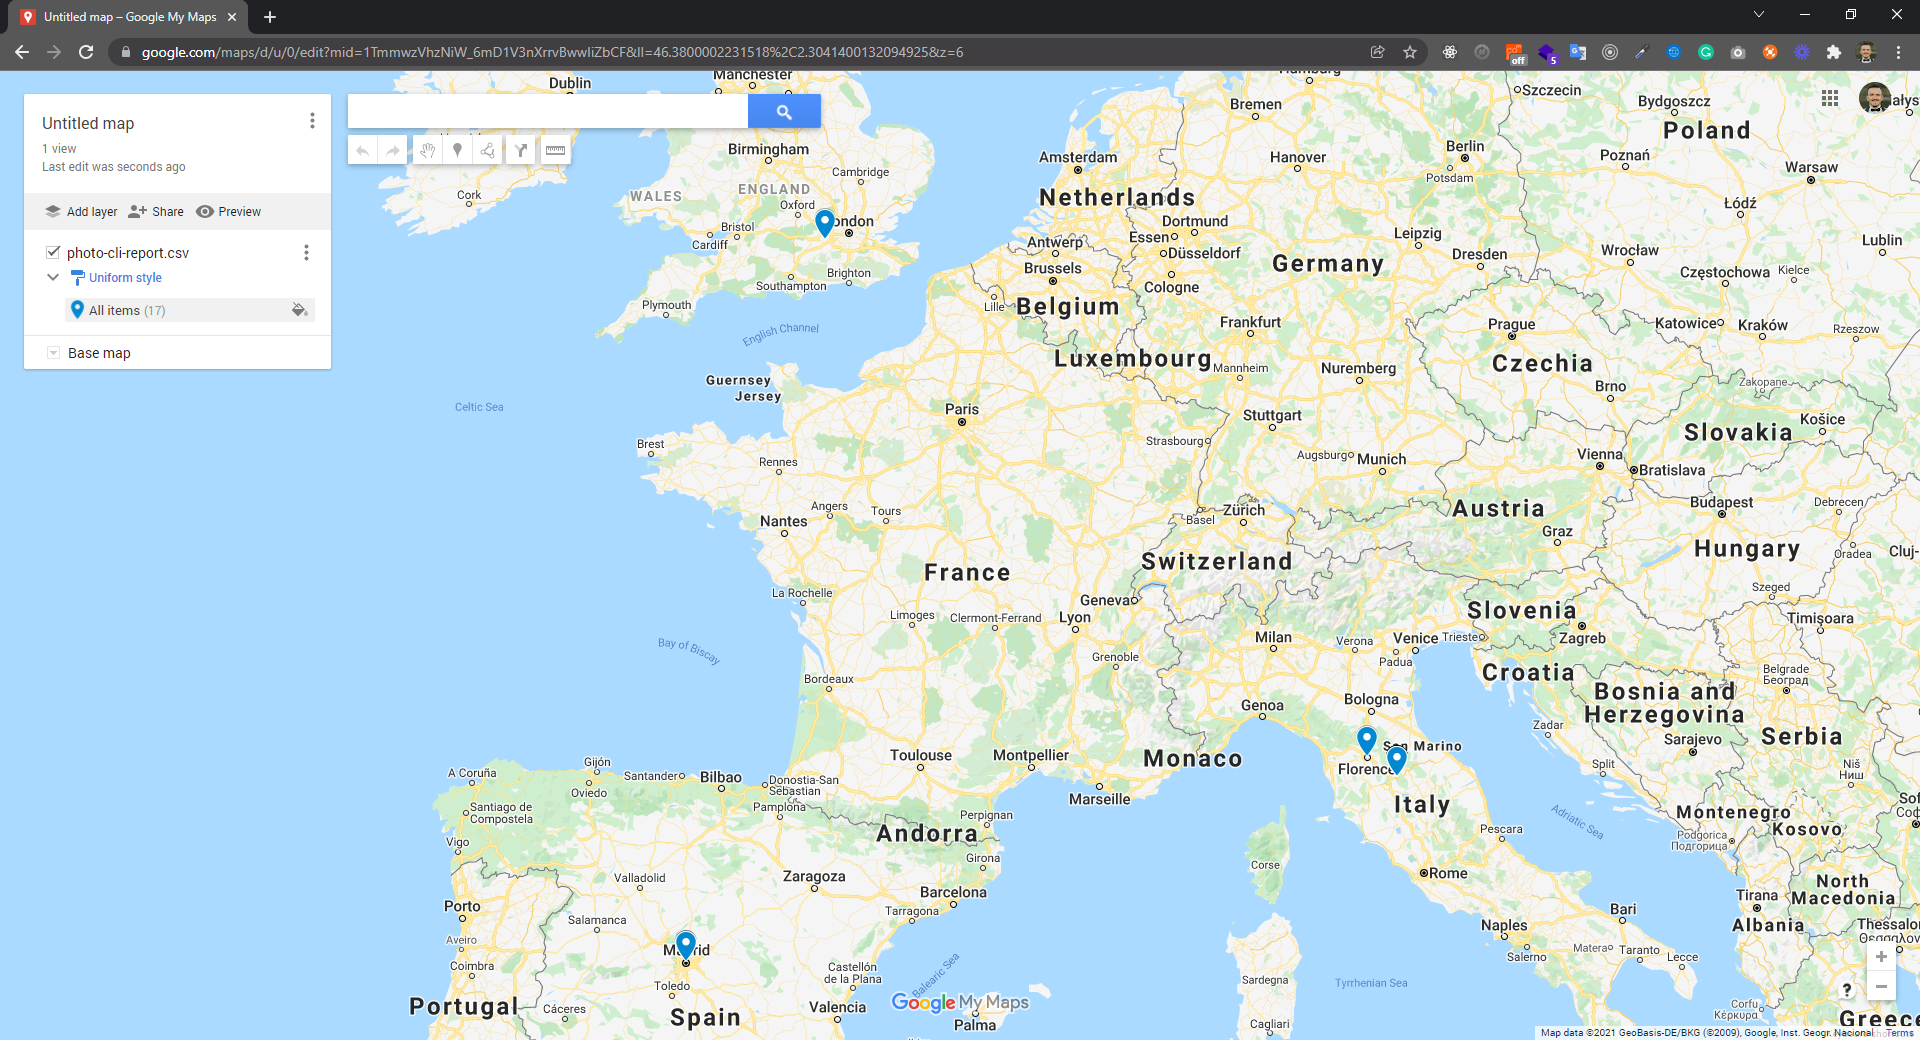 Untitled map – Google My Maps
google.com/maps/d/u/0/edit?mid=1TmmwzVhzNiW_6mD1V3nXrrvBwwIiZbCF&ll=46.3800002231518%2C2.304140013209492​5&z=6
off
5
Untitled map
1 view
Last edit was seconds ago
Add layer
Share
Preview
photo-cli-report.csv
Uniform style
All items (17)
Base map
Dublin
Manchester
Hamburg
Bremen
Szczecin
Bydgoszcz
Poland
Birmingham
Amsterdam
Hanover
Berlin
Poznań
Warsaw
Cork
WALES
ENGLAND
Cambridge
Potsdam
Netherlands
Oxford
London
Dortmund
Łódź
Bristol
Cardiff
Antwerp
Essen
Düsseldorf
Leipzig
Dresden
Wrocław
Lublin
Brighton
Brussels
Germany
Częstochowa
Kielce
Southampton
Cologne
Plymouth
Lille
Belgium
English Channel
Frankfurt
Prague
Katowice
Kraków
Rzeszow
Luxembourg
Mannheim
Nuremberg
Czechia
Guernsey
Jersey
Brno
Zakopane
Celtic Sea
Paris
Stuttgart
Košice
Brest
Strasbourg
Slovakia
Rennes
Augsburg
Munich
Vienna
Bratislava
Angers
Tours
Zürich
Austria
Budapest
Debrecen
Nantes
Basel
Graz
Switzerland
Hungary
Oradea
Cluj-
France
Szeged
La Rochelle
Geneva
Limoges
Clermont-Ferrand
Lyon
Slovenia
Timișoara
Milan
Verona
Venice
Trieste
Zagreb
Bay of Biscay
Grenoble
Padua
Croatia
Belgrade
Београд
Bordeaux
Bologna
Bosnia and
Herzegovina
Genoa
Zadar
Sarajevo
Serbia
Toulouse
Montpellier
Monaco
San Marino
Florence
Split
Niš
Ниш
A Coruña
Gijón
Oviedo
Santander
Bilbao
Donostia-San
Sebastian
Marseille
Santiago de
Compostela
Pamplona
Perpignan
Italy
Adriatic Sea
Montenegro
Podgorica
Подгорица
Kosovo
Sof
Соф
Vigo
Andorra
Girona
Corse
Pescara
Valladolid
Zaragoza
Rome
North
Macedonia
Porto
Barcelona
Tirana
Albania
Salamanca
Tarragona
Naples
Bari
Thessalon
Θεσσαλον
Aveiro
Madrid
Matera
Taranto
Salerno
Lecce
Coimbra
Toledo
Castellón
de la Plana
Balearic Sea
Sardegna
Tyrrhenian Sea
Portugal
Cáceres
Spain
Valencia
Google My Maps
Palma
Cagliari
Corfu
Κέρκυρα
Greece
+
−
?
Map data ©2021 GeoBasis-DE/BKG (©2009), Google, Inst. Geogr. Nacional
Terms